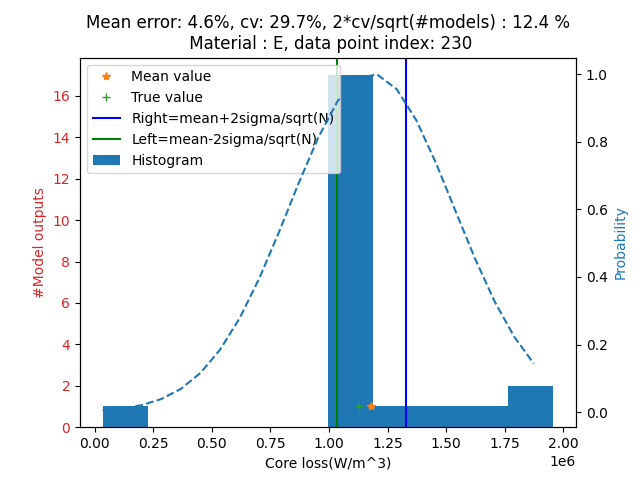 Mean error: 4.6%, cv: 29.7%, 2*cv/sqrt(#models) : 12.4 %
Material : E, data point index: 230
Mean value
True value
Right=mean+2sigma/sqrt(N)
Left=mean-2sigma/sqrt(N)
Histogram
#Model outputs
16
14
12
10
8
6
4
2
0
1.0
0.8
0.6
0.4
0.2
0.0
Probability
0.00 0.25 0.50 0.75 1.00 1.25 1.50 1.75 2.00
1e6
Core loss(W/m^3)